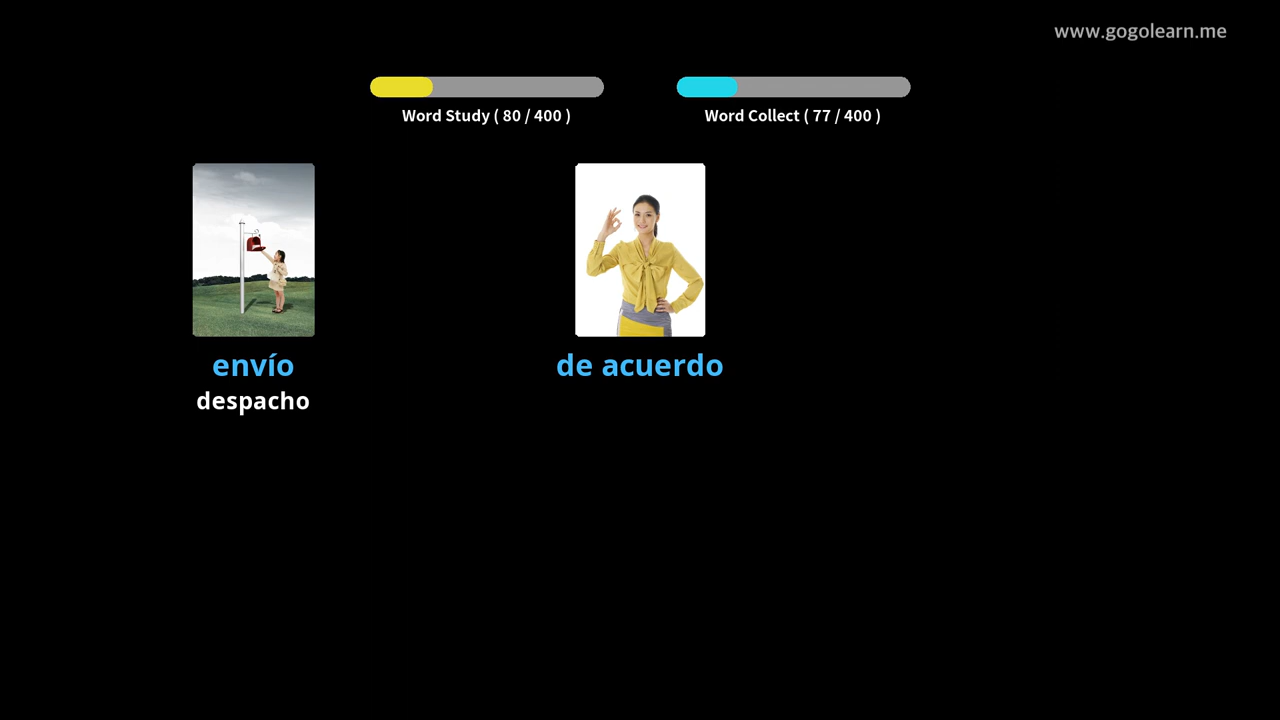 www.gogolearn.me
Word Study ( 80 / 400 )
Word Collect ( 77 / 400 )
envío
despacho
de acuerdo